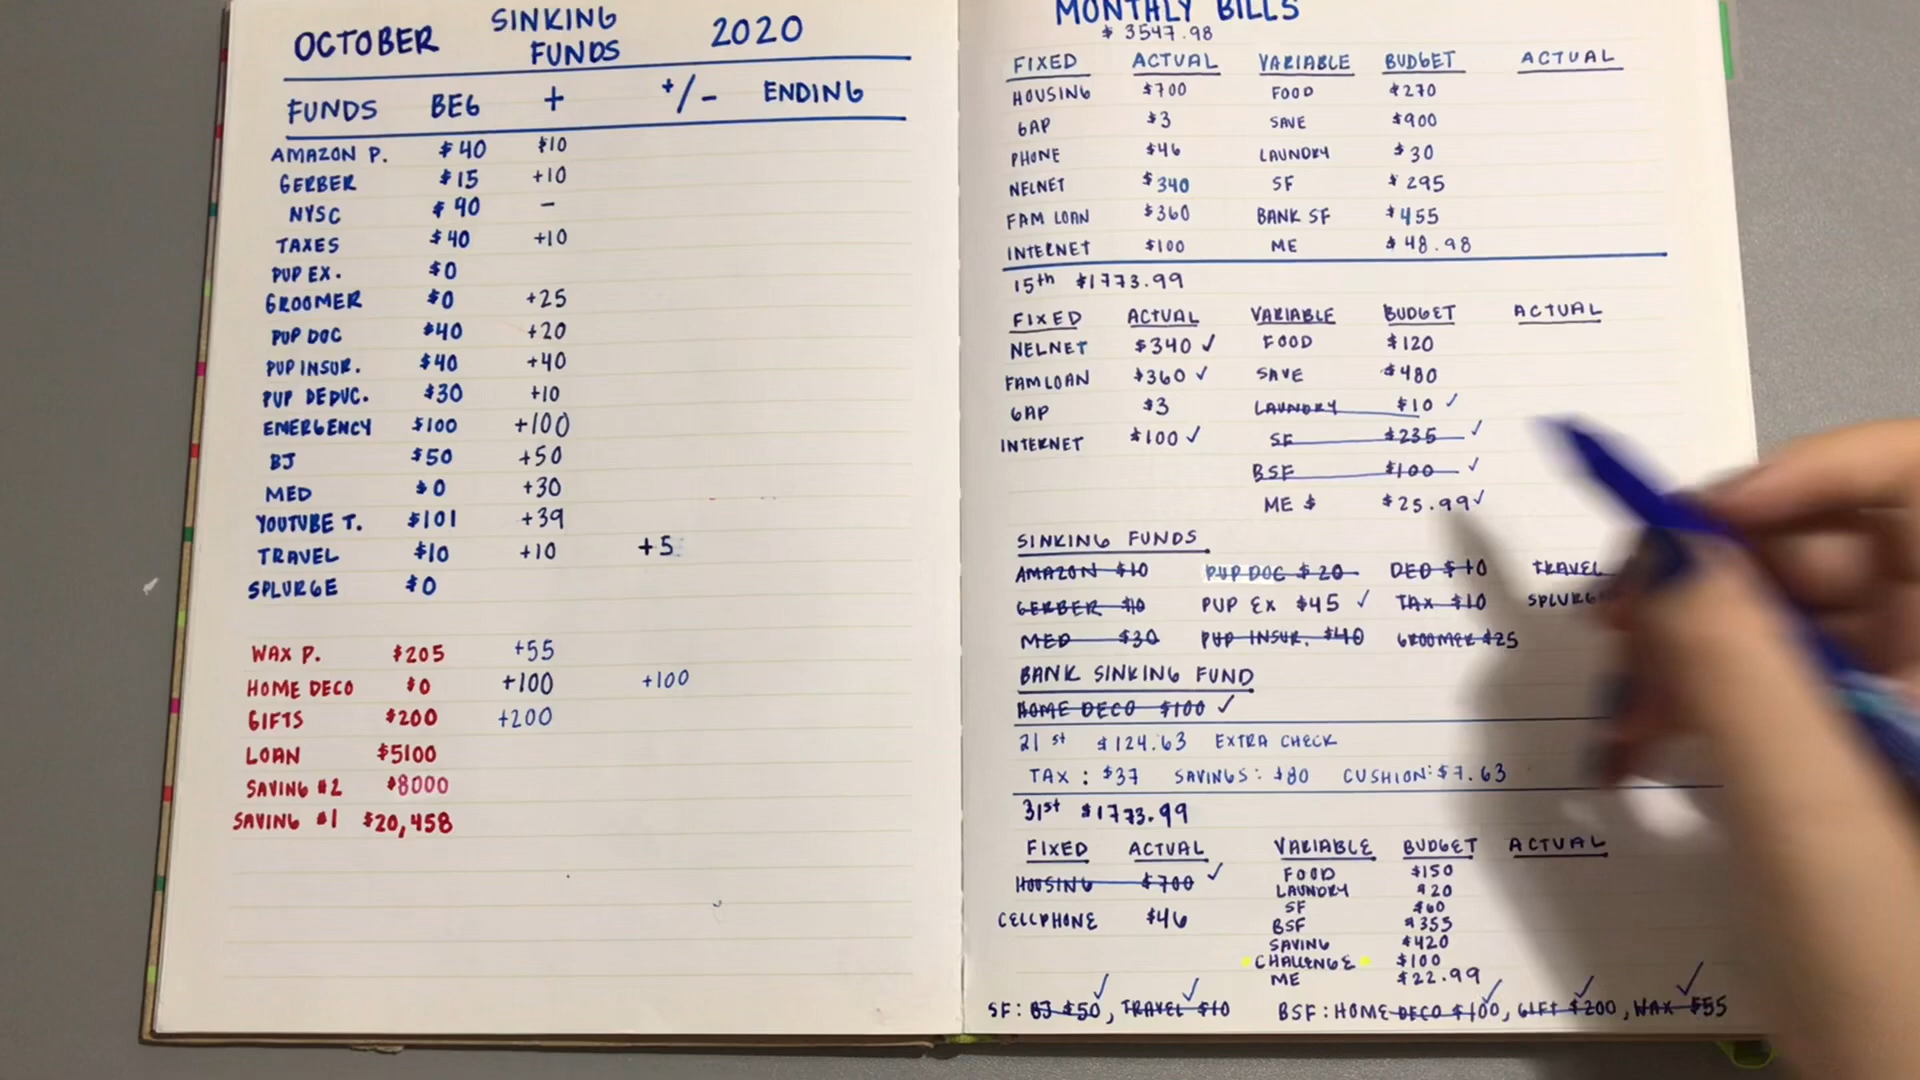 OCTOBER SINKING FUNDS 2020
FUNDS BEG + +/- ENDING
AMAZON P. $40 $10
GERBER $15 +10
NYSC $90 -
TAXES $40 +10
PUP EX. $0
GROOMER $0 +25
PUP DOC $40 +20
PUP INSUR. $40 +40
PUP DEDUC. $30 +10
EMERGENCY $100 +100
BJ $50 +50
MED $0 +30
YOUTUBE T. $101 +39
TRAVEL $10 +10 +5
SPLURGE $0
WAX P. $205 +55
HOME DECO $0 +100 +100
GIFTS $200 +200
LOAN $5100
SAVING #2 $8000
SAVING #1 $20,458
MONTHLY BILLS
$3547.98
FIXED ACTUAL VARIABLE BUDGET ACTUAL
HOUSING $700 FOOD $270
GAP $3 SAVE $900
PHONE $46 LAUNDRY $30
NELNET $340 SF $295
FAM LOAN $360 BANK SF $455
INTERNET $100 ME $48.98
15th $1773.99
FIXED ACTUAL VARIABLE BUDGET ACTUAL
NELNET $340 ✓ FOOD $120
FAM LOAN $360 ✓ SAVE $480
GAP $3 LAUNDRY $10 ✓
INTERNET $100 ✓ SF $235 ✓
BSF $100 ✓
ME $ $25.99 ✓
SINKING FUNDS
AMAZON $10 PUP DOC $20 DED $10 TRAVEL
GERBER $10 PUP EX $45 ✓ TAX $10
MED $30 PUP INSUR. $40 GROOMER $25
BANK SINKING FUND
HOME DECO $100 ✓
21st $124.63 EXTRA CHECK
TAX: $37 SAVINGS: $80 CUSHION: $7.63
31st $1773.99
FIXED ACTUAL VARIABLE BUDGET ACTUAL
HOUSING $700 ✓ FOOD $150
LAUNDRY $20
SF $60
CELLPHONE $46 BSF $355
SAVING $420
CHALLENGE $100
ME $22.99
SF: BJ $50 ✓, TRAVEL $10 ✓ BSF: HOME DECO $100 ✓, GIFT $200 ✓, WAX $55 ✓